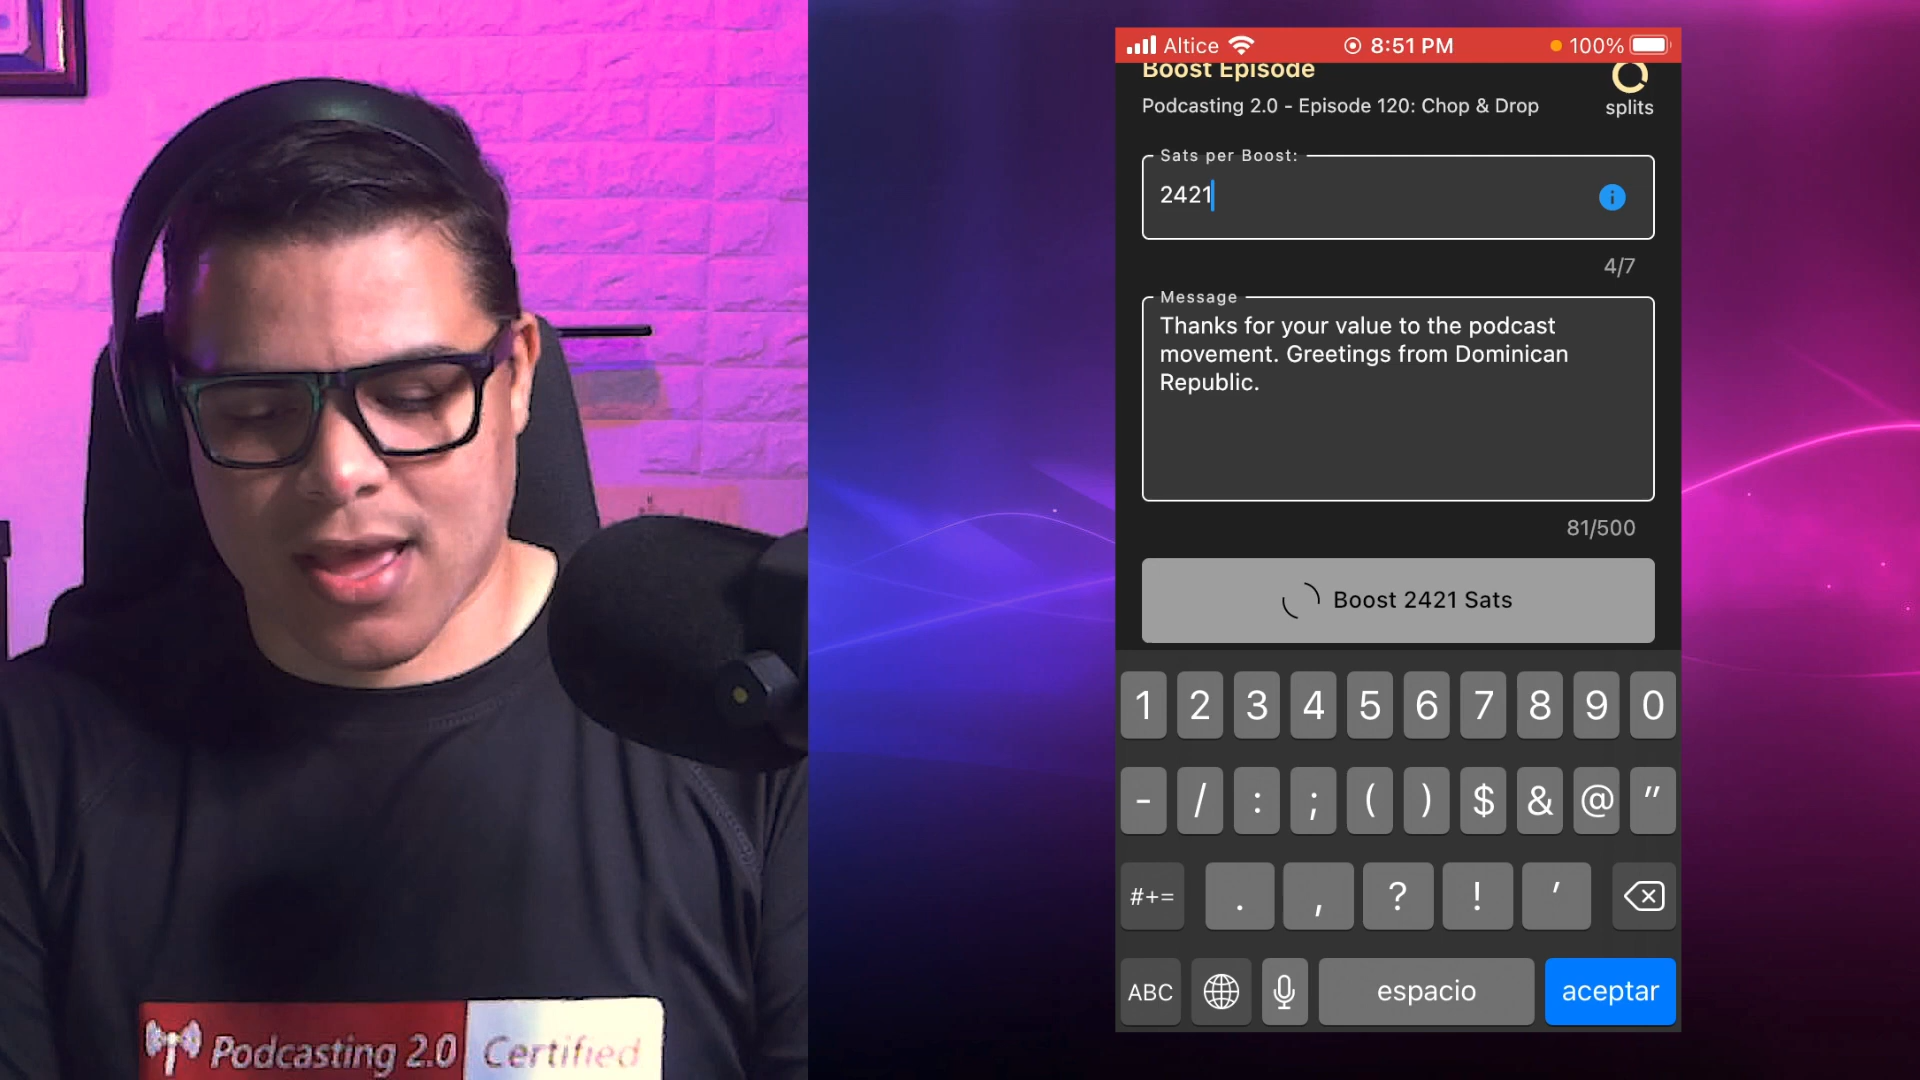 Altice
8:51 PM
100%
Boost Episode
Podcasting 2.0 - Episode 120: Chop & Drop
splits
Sats per Boost:
2421
4/7
Message
Thanks for your value to the podcast
movement. Greetings from Dominican
Republic.
81/500
Boost 2421 Sats
1 2 3 4 5 6 7 8 9 0
- / : ; ( ) $ & @ "
#+= . , ? ! '
ABC espacio aceptar
Podcasting 2.0 Certified